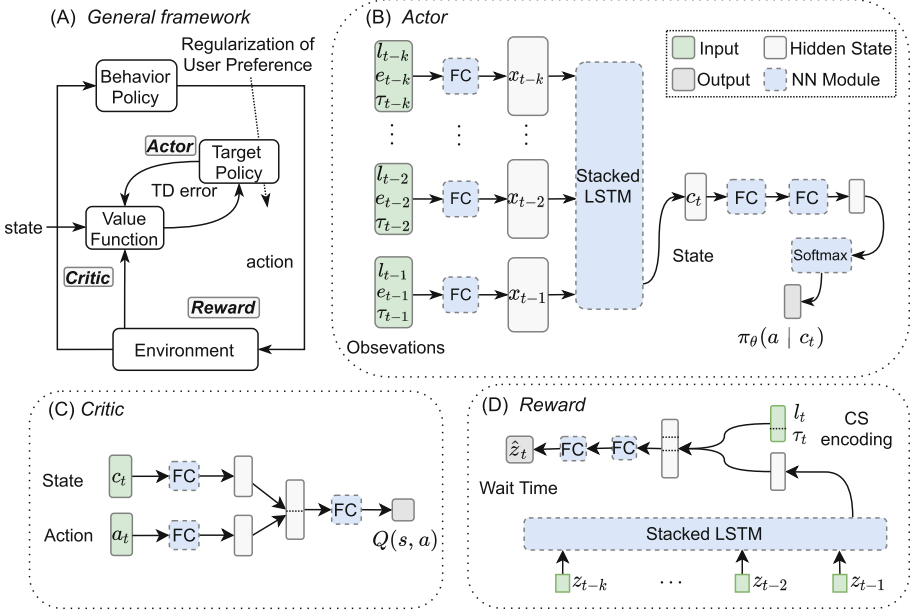 (A) General framework
Regularization of
User Preference
Behavior
Policy
Actor
Target
Policy
TD error
state
Value
Function
action
Critic
Reward
Environment
(B) Actor
Input
Hidden State
Output
NN Module
l_{t−k}
e_{t−k}
τ_{t−k}
FC
x_{t−k}
⋮ ⋮ ⋮
l_{t−2}
e_{t−2}
τ_{t−2}
FC
x_{t−2}
l_{t−1}
e_{t−1}
τ_{t−1}
FC
x_{t−1}
Obsevations
Stacked
LSTM
c_t
FC
FC
State
Softmax
π_θ(a | c_t)
(C) Critic
State
c_t
FC
Action
a_t
FC
FC
Q(s, a)
(D) Reward
ẑ_t
FC
FC
l_t
τ_t
CS
encoding
Wait Time
Stacked LSTM
z_{t−k} ⋯ z_{t−2} z_{t−1}